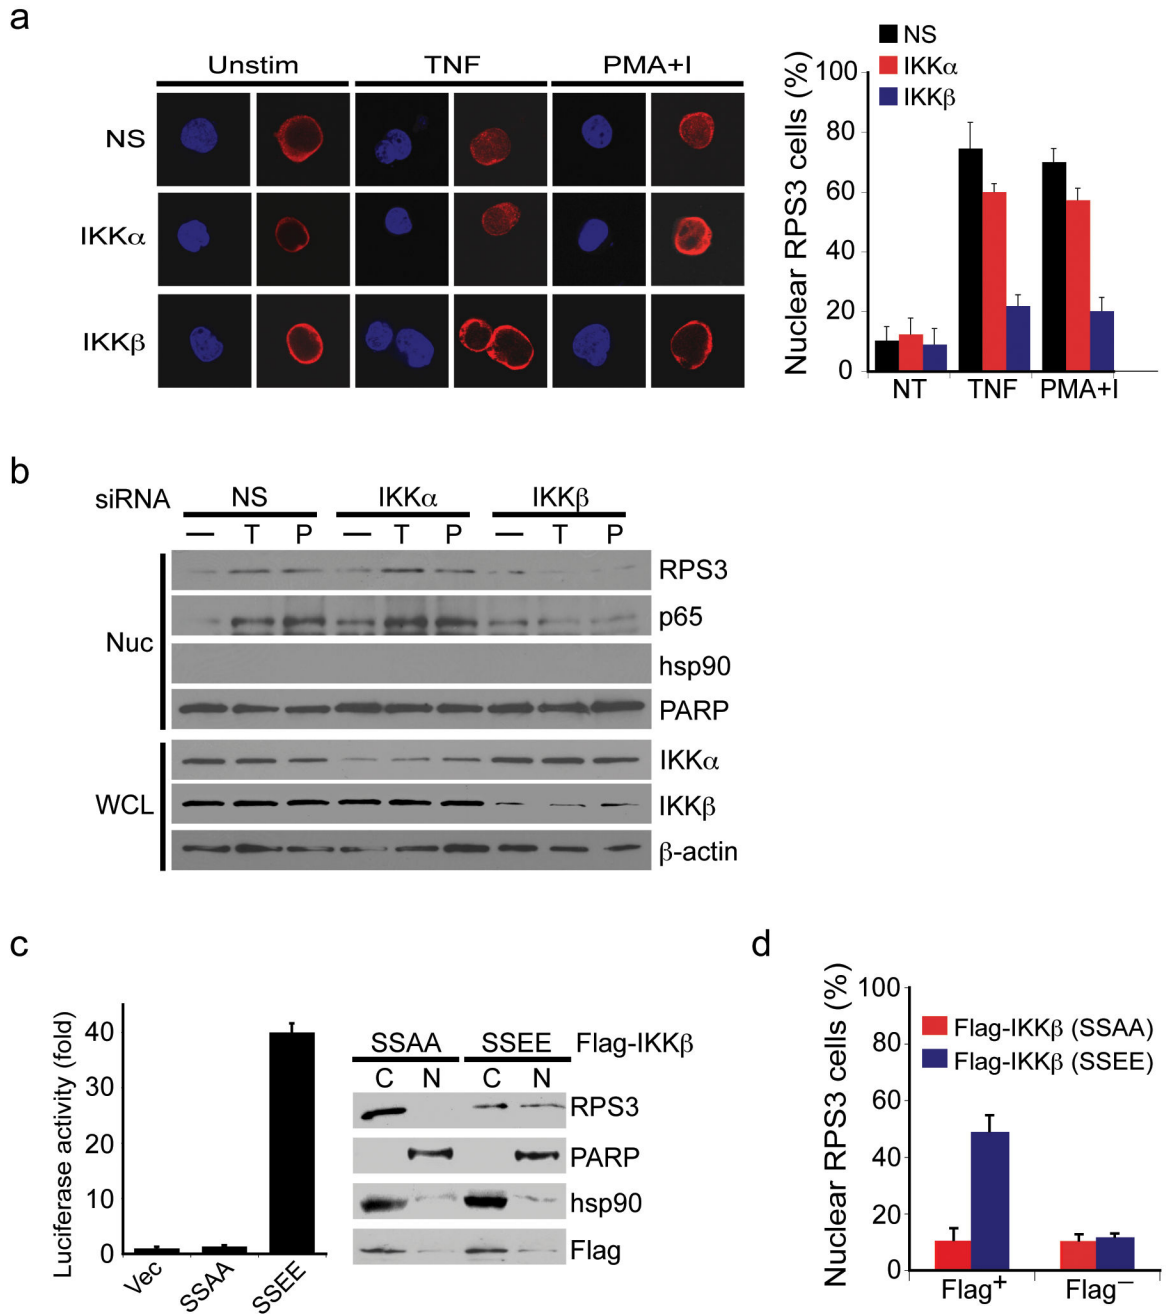 a
Unstim TNF PMA+I
NS
IKKα
IKKβ
NS
IKKα
IKKβ
Nuclear RPS3 cells (%)
100
80
60
40
20
0
NT TNF PMA+I
b
siRNA NS IKKα IKKβ
— T P — T P — T P
Nuc
RPS3
p65
hsp90
PARP
WCL
IKKα
IKKβ
β-actin
c
Luciferase activity (fold)
40
30
20
10
0
Vec SSAA SSEE
SSAA SSEE Flag-IKKβ
C N C N
RPS3
PARP
hsp90
Flag
d
Nuclear RPS3 cells (%)
100
80
60
40
20
0
Flag-IKKβ (SSAA)
Flag-IKKβ (SSEE)
Flag⁺ Flag⁻